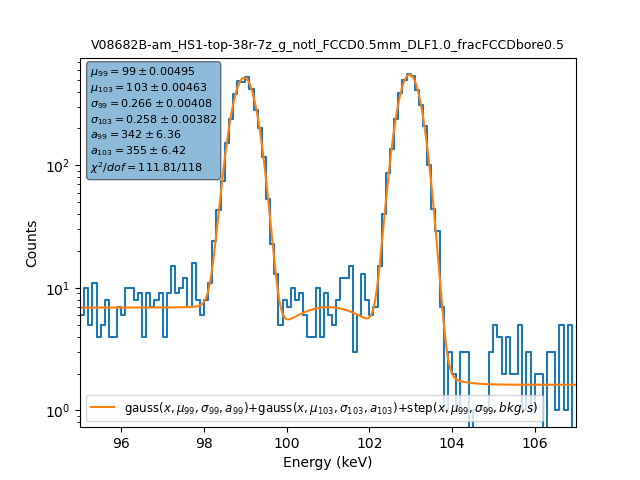 V08682B-am_HS1-top-38r-7z_g_notl_FCCD0.5mm_DLF1.0_fracFCCDbore0.5
μ₉₉ = 99 ± 0.00495
μ₁₀₃ = 103 ± 0.00463
σ₉₉ = 0.266 ± 0.00408
σ₁₀₃ = 0.258 ± 0.00382
a₉₉ = 342 ± 6.36
a₁₀₃ = 355 ± 6.42
χ²/dof = 111.81/118
Counts
10²
10¹
10⁰
gauss(x, μ₉₉, σ₉₉, a₉₉)+gauss(x, μ₁₀₃, σ₁₀₃, a₁₀₃)+step(x, μ₉₉, σ₉₉, bkg, s)
96 98 100 102 104 106
Energy (keV)